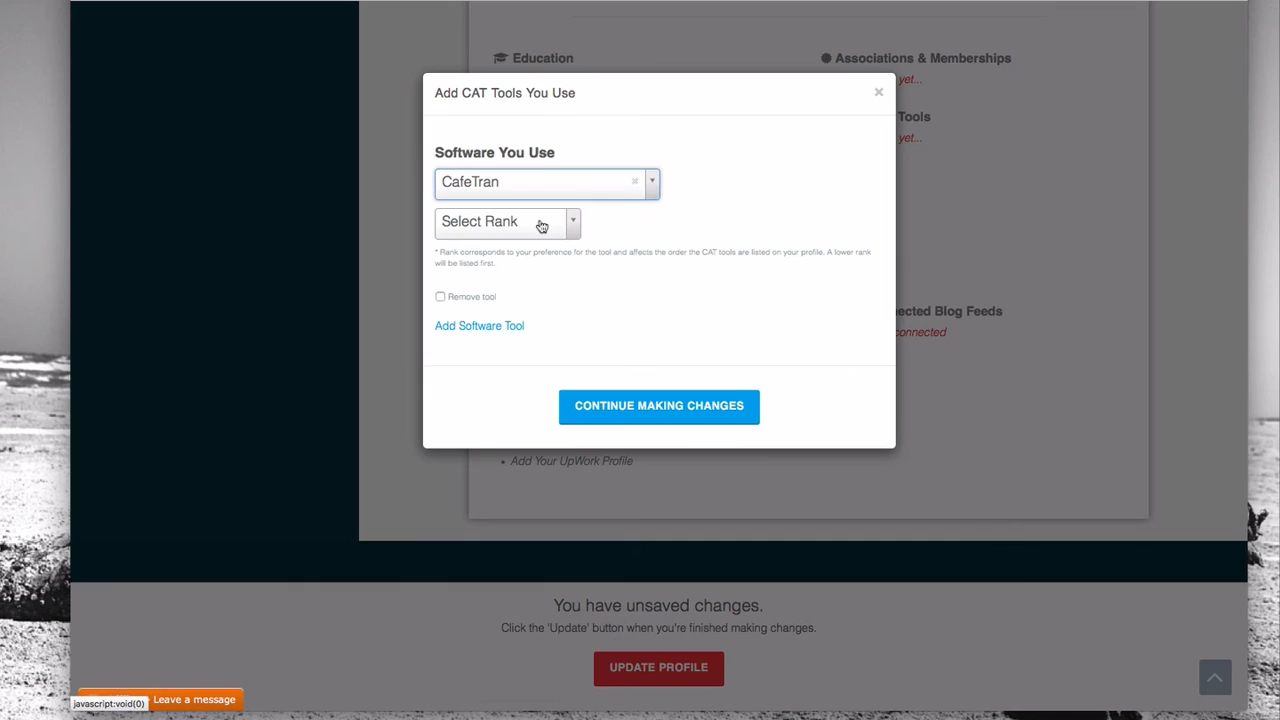 Education
Associations & Memberships
yet...
Add CAT Tools You Use
×
Tools
yet...
Software You Use
CafeTran
Select Rank
* Rank corresponds to your preference for the tool and affects the order the CAT tools are listed on your profile. A lower rank
will be listed first.
Remove tool
Add Software Tool
ected Blog Feeds
connected
CONTINUE MAKING CHANGES
• Add Your UpWork Profile
You have unsaved changes.
Click the 'Update' button when you're finished making changes.
UPDATE PROFILE
Leave a message
javascript:void(0)